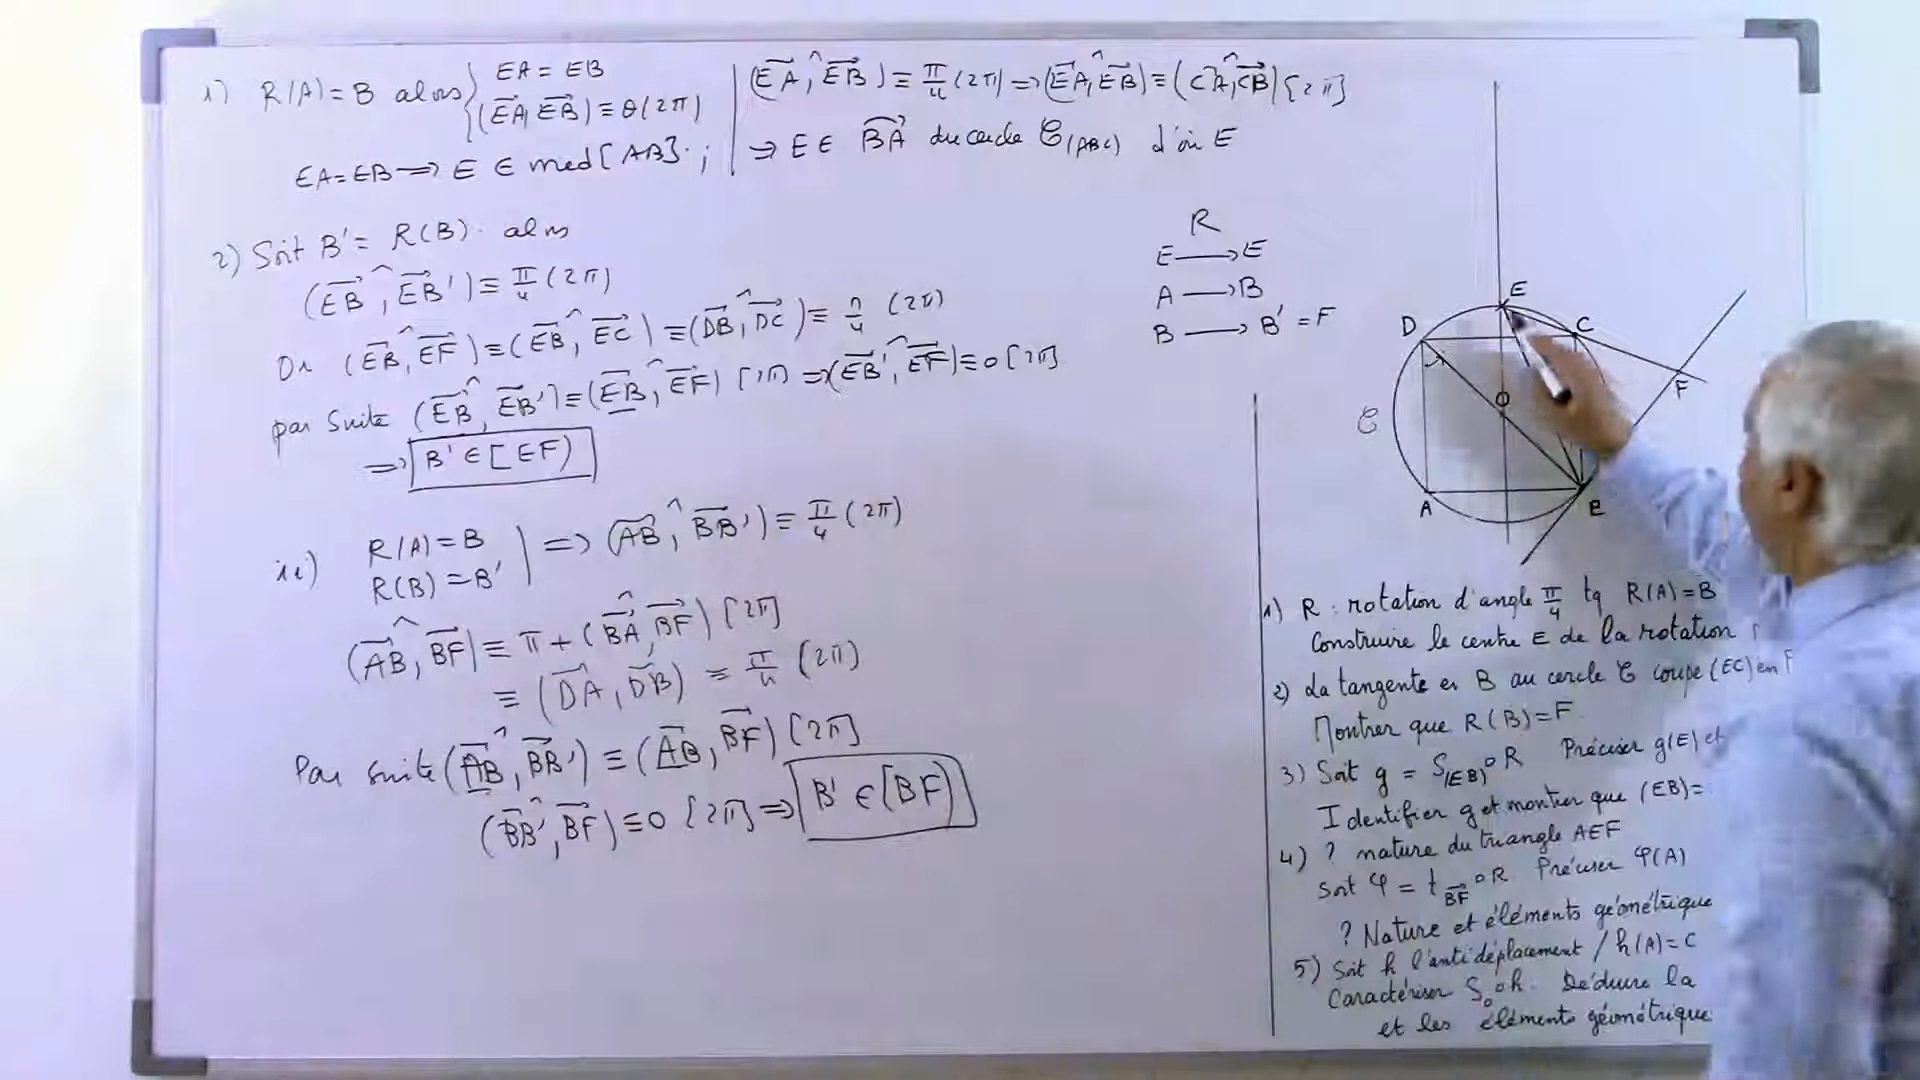 1) R(A) = B alors { EA = EB
(EA, EB) ≡ θ (2π)
EA = EB ⟹ E ∈ med [AB] ;
(EA, EB) ≡ π/4 (2π) ⟹ (EA, EB) ≡ (CA, CB) [2π]
⟹ E ∈ BA du cercle C(ABC) d'où E
2) Soit B' = R(B). alors
(EB, EB') ≡ π/4 (2π)
Or (EB, EF) ≡ (EB, EC) ≡ (DB, DC) ≡ π/4 (2π)
par suite (EB, EB') ≡ (EB, EF) [2π] ⟹ (EB', EF) ≡ 0 [2π]
⟹ B' ∈ [EF)
ii) R(A) = B
R(B) = B' ⟹ (AB, BB') ≡ π/4 (2π)
(AB, BF) ≡ π + (BA, BF) [2π]
≡ (DA, DB) ≡ π/4 (2π)
Par suite (AB, BB') ≡ (AB, BF) [2π]
(BB', BF) ≡ 0 [2π] ⟹ B' ∈ [BF)
R
E ⟶ E
A ⟶ B
B ⟶ B' = F
E
D
C
F
O
C
A
B
1) R : rotation d'angle π/4 tq R(A) = B
Construire le centre E de la rotation
2) La tangente en B au cercle C coupe (EC) en F
Montrer que R(B) = F.
3) Soit g = S(EB) o R Préciser g(E) et
Identifier g et montrer que (EB) =
4) ? nature du triangle AEF
Soit φ = t BF o R Préciser φ(A)
? Nature et éléments géométrique
5) Soit h l'antidéplacement / h(A) = C
Caractériser S o o h. Déduire la
et les éléments géométrique